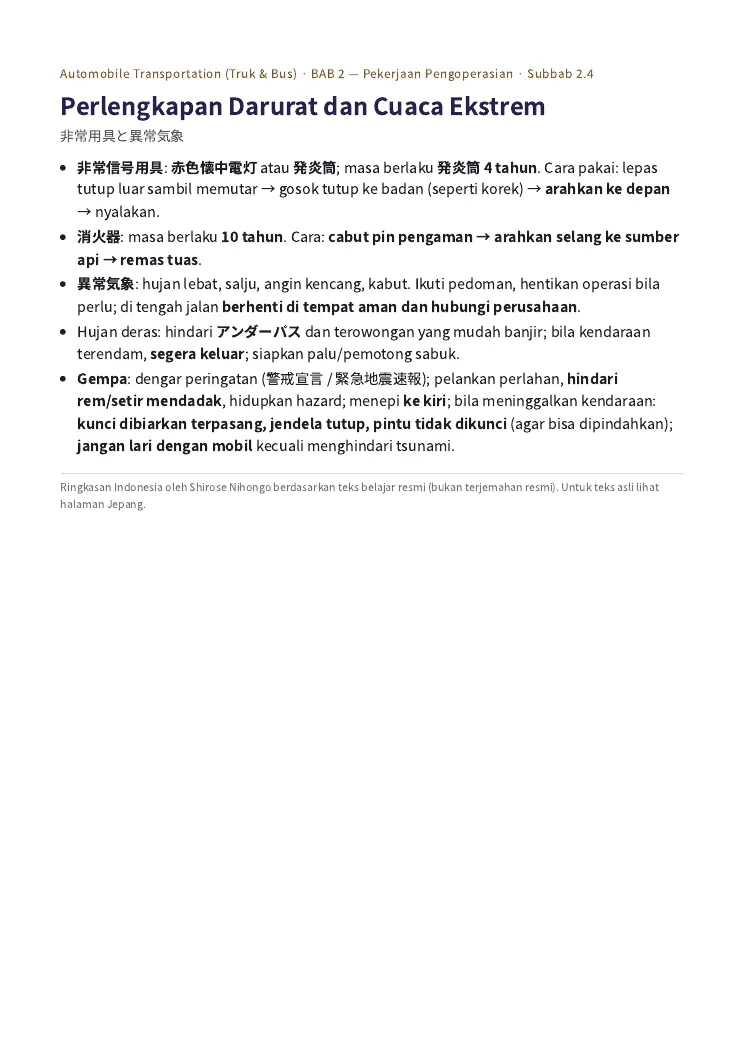 Automobile Transportation (Truk & Bus) · BAB 2 — Pekerjaan Pengoperasian · Subbab 2.4
Perlengkapan Darurat dan Cuaca Ekstrem
非常用具と異常気象
• 非常信号用具: 赤色懐中電灯 atau 発炎筒; masa berlaku 発炎筒 4 tahun. Cara pakai: lepas
tutup luar sambil memutar → gosok tutup ke badan (seperti korek) → arahkan ke depan
→ nyalakan.
• 消火器: masa berlaku 10 tahun. Cara: cabut pin pengaman → arahkan selang ke sumber
api → remas tuas.
• 異常気象: hujan lebat, salju, angin kencang, kabut. Ikuti pedoman, hentikan operasi bila
perlu; di tengah jalan berhenti di tempat aman dan hubungi perusahaan.
• Hujan deras: hindari アンダーパス dan terowongan yang mudah banjir; bila kendaraan
terendam, segera keluar; siapkan palu/pemotong sabuk.
• Gempa: dengar peringatan (警戒宣言 / 緊急地震速報); pelankan perlahan, hindari
rem/setir mendadak, hidupkan hazard; menepi ke kiri; bila meninggalkan kendaraan:
kunci dibiarkan terpasang, jendela tutup, pintu tidak dikunci (agar bisa dipindahkan);
jangan lari dengan mobil kecuali menghindari tsunami.
Ringkasan Indonesia oleh Shirose Nihongo berdasarkan teks belajar resmi (bukan terjemahan resmi). Untuk teks asli lihat
halaman Jepang.